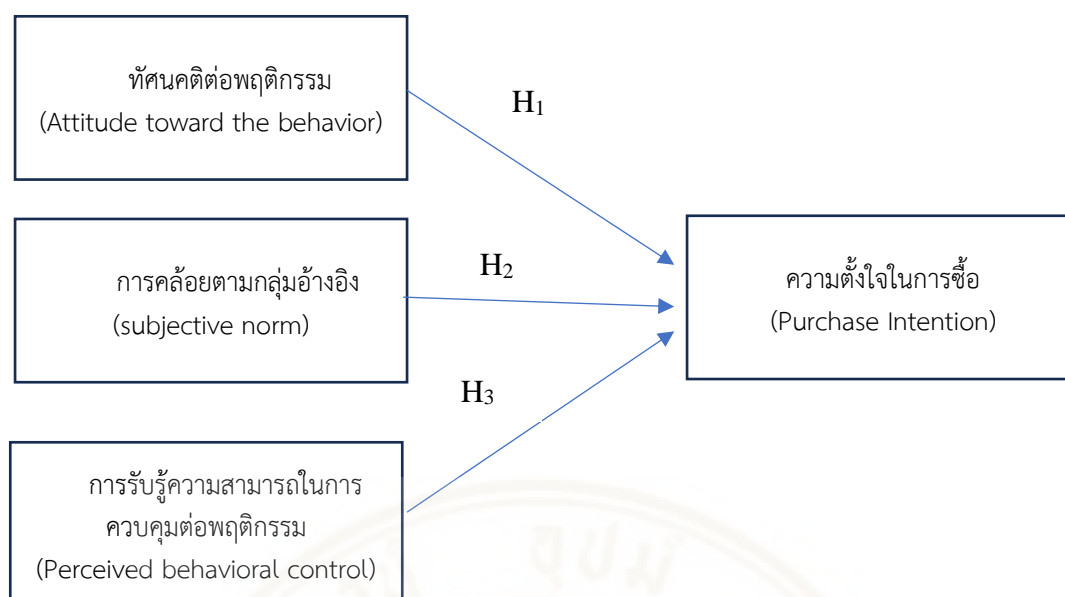 ทัศนคติต่อพฤติกรรม
(Attitude toward the behavior)
H1
การคล้อยตามกลุ่มอ้างอิง
(subjective norm)
H2
ความตั้งใจในการซื้อ
(Purchase Intention)
H3
การรับรู้ความสามารถในการ
ควบคุมต่อพฤติกรรม
(Perceived behavioral control)